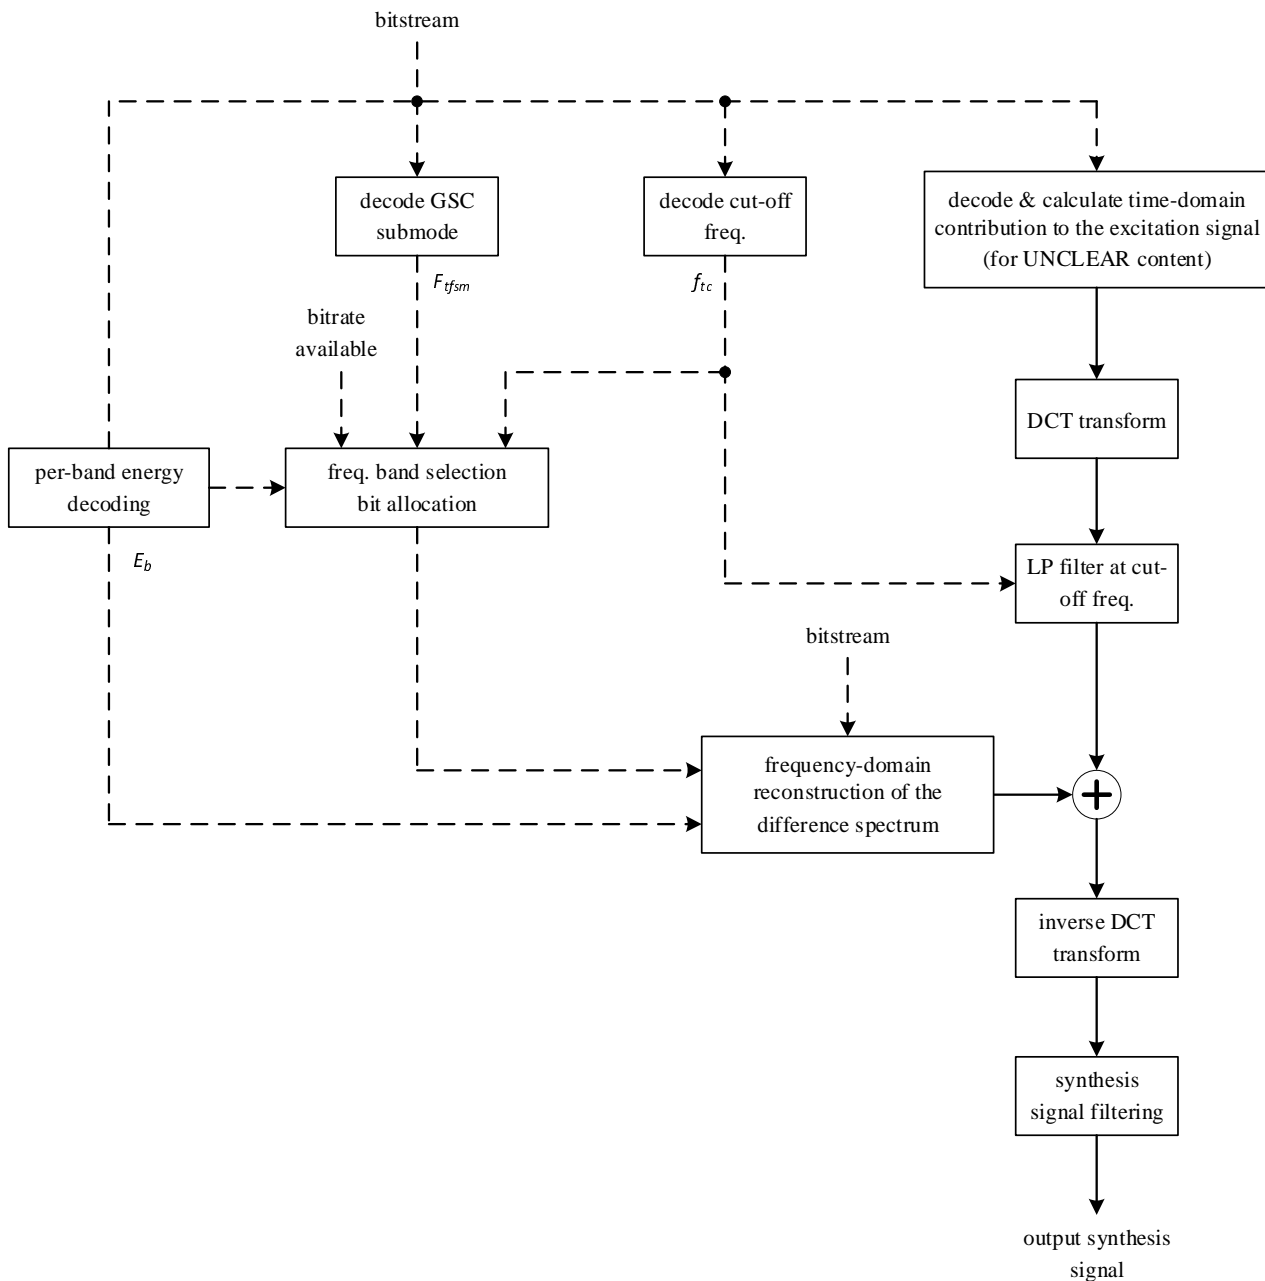 bitstream
decode GSC
submode
decode cut-off
freq.
decode & calculate time-domain
contribution to the excitation signal
(for UNCLEAR content)
F_tfsm
f_tc
bitrate
available
DCT transform
per-band energy
decoding
freq. band selection
bit allocation
E_b
LP filter at cut-
off freq.
bitstream
frequency-domain
reconstruction of the
difference spectrum
+
inverse DCT
transform
synthesis
signal filtering
output synthesis
signal